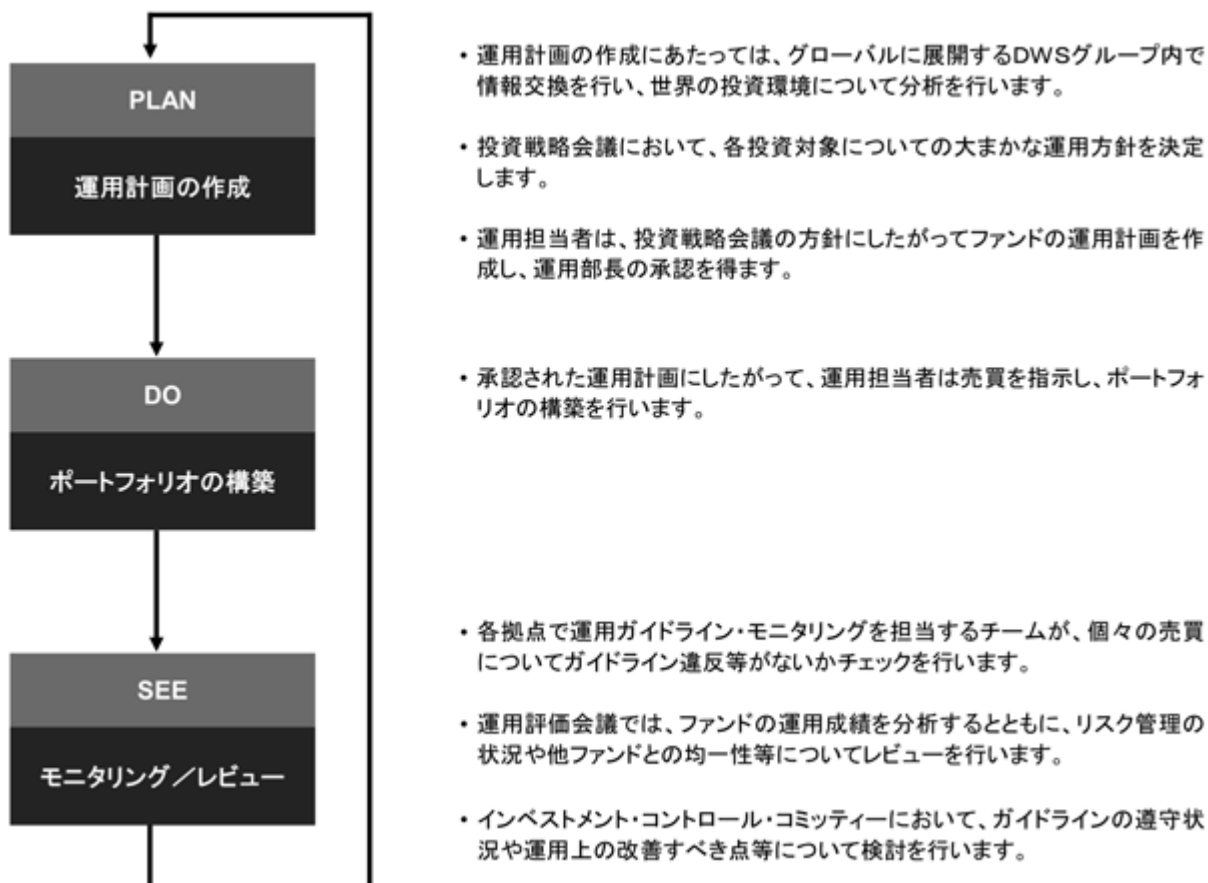 PLAN
運用計画の作成
・運用計画の作成にあたっては、グローバルに展開するDWSグループ内で
情報交換を行い、世界の投資環境について分析を行います。
・投資戦略会議において、各投資対象についての大まかな運用方針を決定
します。
・運用担当者は、投資戦略会議の方針にしたがってファンドの運用計画を作
成し、運用部長の承認を得ます。
DO
ポートフォリオの構築
・承認された運用計画にしたがって、運用担当者は売買を指示し、ポートフォ
リオの構築を行います。
SEE
モニタリング／レビュー
・各拠点で運用ガイドライン・モニタリングを担当するチームが、個々の売買
についてガイドライン違反等がないかチェックを行います。
・運用評価会議では、ファンドの運用成績を分析するとともに、リスク管理の
状況や他ファンドとの均一性等についてレビューを行います。
・インベストメント・コントロール・コミッティーにおいて、ガイドラインの遵守状
況や運用上の改善すべき点等について検討を行います。